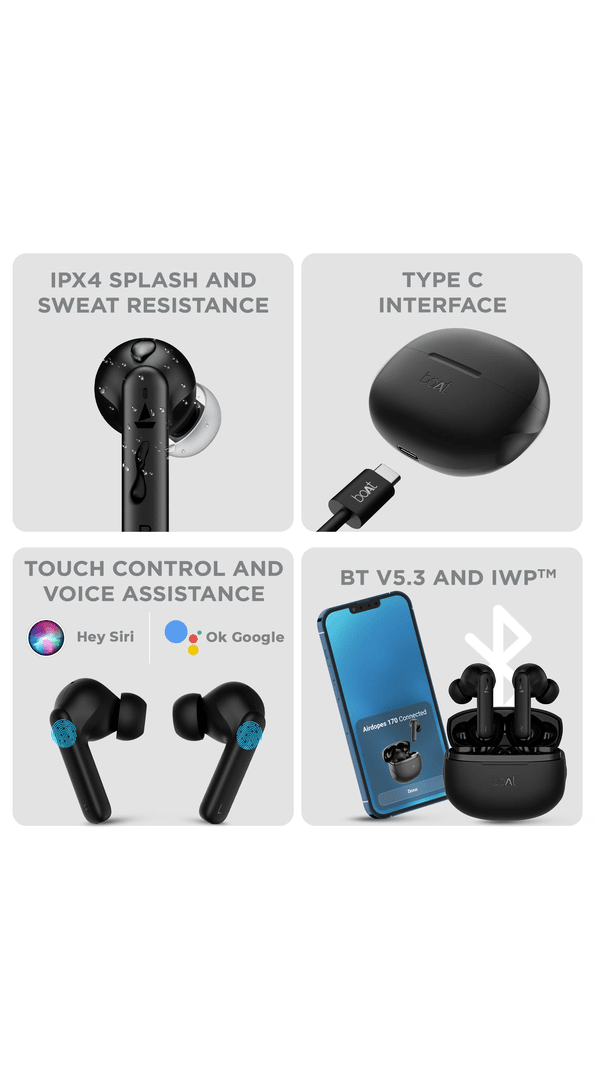 IPX4 SPLASH AND
SWEAT RESISTANCE
TYPE C
INTERFACE
boAt
boAt
TOUCH CONTROL AND
VOICE ASSISTANCE
Hey Siri
Ok Google
L
BT V5.3 AND IWP™
Airdopes 170 Connected
Done
boAt